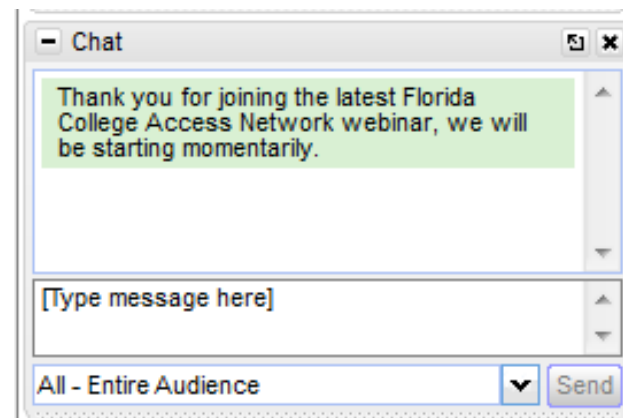 Chat
Thank you for joining the latest Florida
College Access Network webinar, we will
be starting momentarily.
[Type message here]
All - Entire Audience
Send